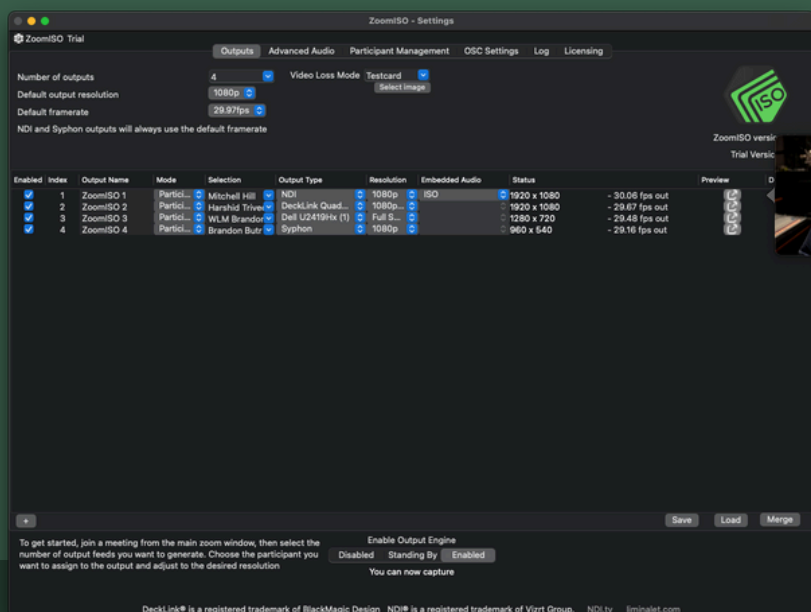 ZoomISO - Settings
ZoomISO Trial
Outputs Advanced Audio Participant Management OSC Settings Log Licensing
Number of outputs 4 Video Loss Mode Testcard
Select image
Default output resolution 1080p
Default framerate 29.97fps
NDI and Syphon outputs will always use the default framerate
ISO
ZoomISO versi
Trial Versic
Enabled Index Output Name Mode Selection Output Type Resolution Embedded Audio Status Preview D
1 ZoomISO 1 Partici... Mitchell Hill NDI 1080p ISO 1920 x 1080 - 30.06 fps out
2 ZoomISO 2 Partici... Harshid Trive DeckLink Quad... 1080p... 1920 x 1080 - 29.67 fps out
3 ZoomISO 3 Partici... WLM Brandor Dell U2419Hx (1) Full S... 1280 x 720 - 29.48 fps out
4 ZoomISO 4 Partici... Brandon Butr Syphon 1080p 960 x 540 - 29.16 fps out
+ Save Load Merge
To get started, join a meeting from the main zoom window, then select the
number of output feeds you want to generate. Choose the participant you
want to assign to the output and adjust to the desired resolution
Enable Output Engine
Disabled Standing By Enabled
You can now capture
DeckLink® is a registered trademark of BlackMagic Design NDI® is a registered trademark of Vizrt Group. NDI.tv liminalet.com